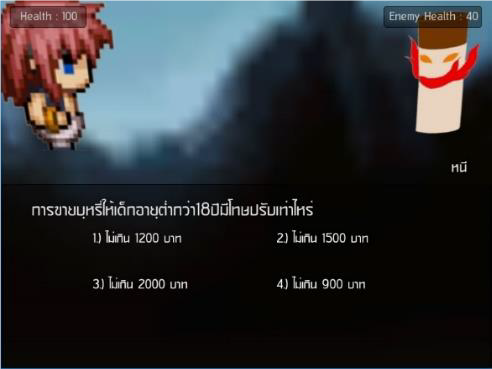 Health : 100
Enemy Health : 40
หนี
การขายบุหรี่ให้เด็กอายุต่ำกว่า18ปีมีโทษปรับเท่าไหร่
1.) ไม่เกิน 1200 บาท
2.) ไม่เกิน 1500 บาท
3.) ไม่เกิน 2000 บาท
4.) ไม่เกิน 900 บาท